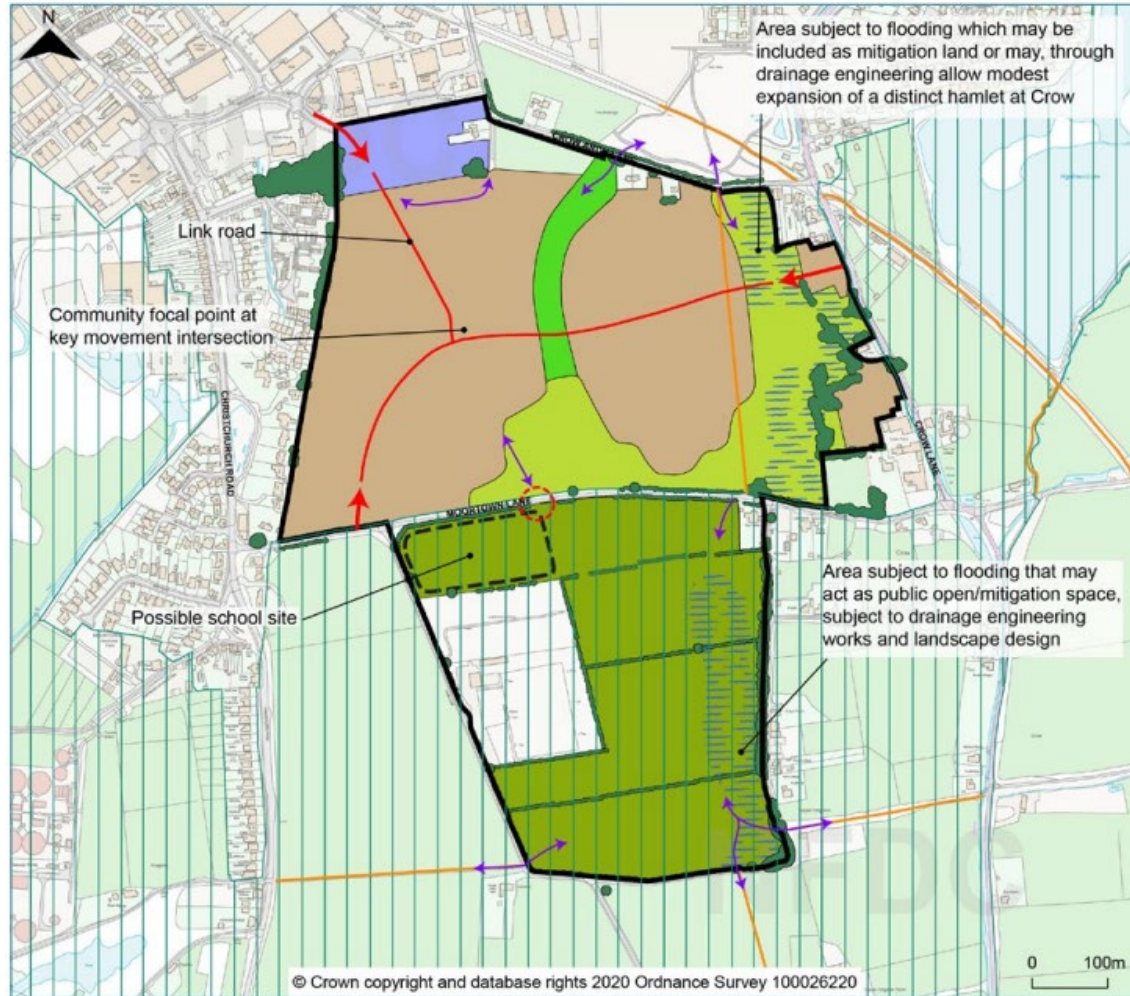 N
Area subject to flooding which may be
included as mitigation land or may, through
drainage engineering allow modest
expansion of a distinct hamlet at Crow
CROW
Link road
Community focal point at
key movement intersection
CHRISTCHURCH ROAD
CROW LANE
MOORTOWN LANE
Possible school site
Area subject to flooding that may
act as public open/mitigation space,
subject to drainage engineering
works and landscape design
NFDC
© Crown copyright and database rights 2020 Ordnance Survey 100026220
0 100m